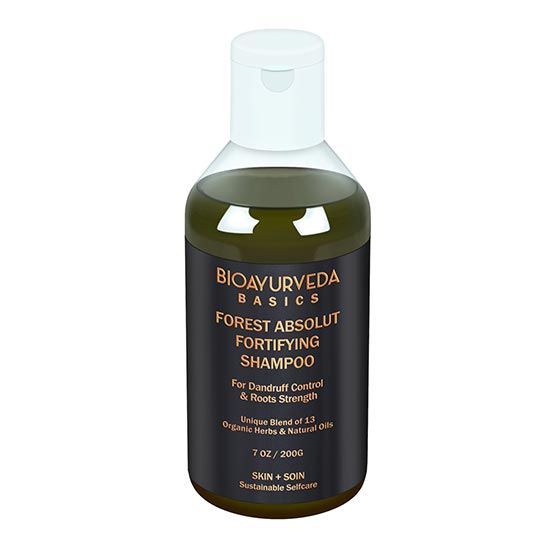 BIOAYURVEDA
BASICS
FOREST ABSOLUT
FORTIFYING
SHAMPOO
For Dandruff Control
& Roots Strength
Unique Blend of 13
Organic Herbs & Natural Oils
7 OZ / 200G
SKIN + SOIN
Sustainable Selfcare